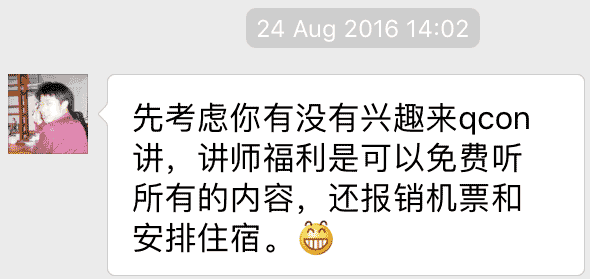 24 Aug 2016 14:02
先考虑你有没有兴趣来qcon
讲，讲师福利是可以免费听
所有的内容，还报销机票和
安排住宿。😁